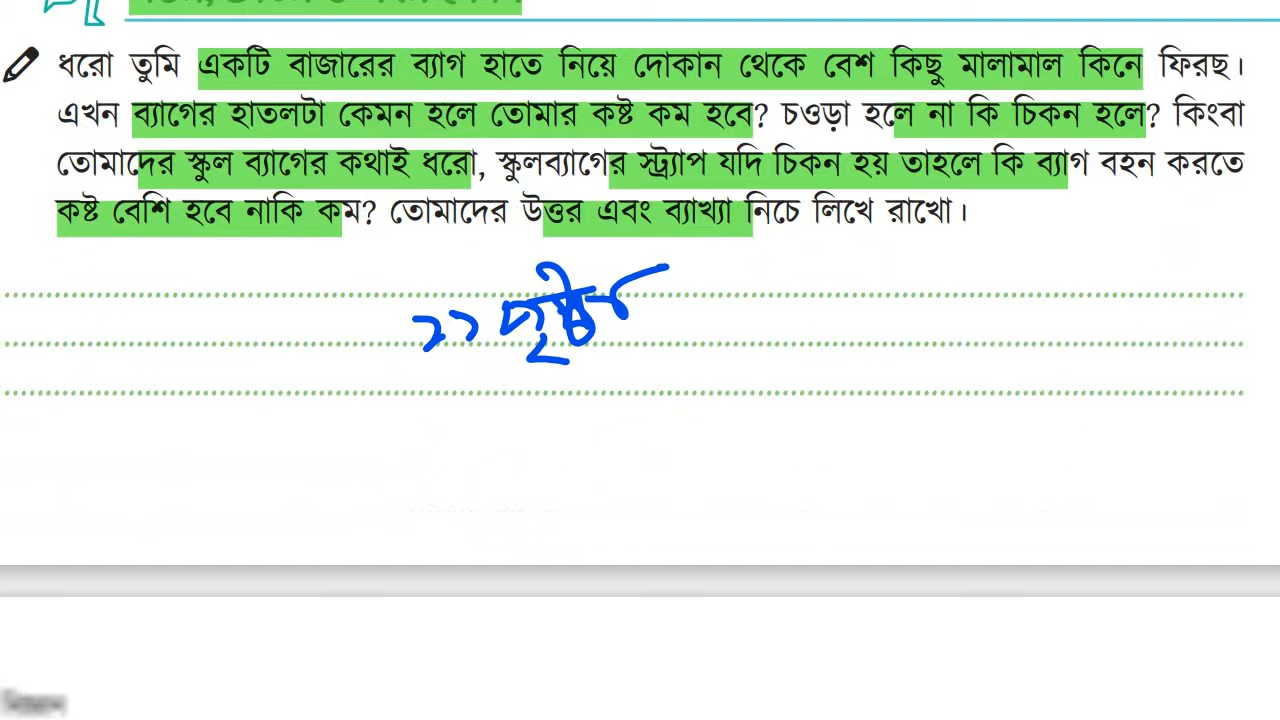 ধরো তুমি একটি বাজারের ব্যাগ হাতে নিয়ে দোকান থেকে বেশ কিছু মালামাল কিনে ফিরছ।
এখন ব্যাগের হাতলটা কেমন হলে তোমার কষ্ট কম হবে? চওড়া হলে না কি চিকন হলে? কিংবা
তোমাদের স্কুল ব্যাগের কথাই ধরো, স্কুলব্যাগের স্ট্র্যাপ যদি চিকন হয় তাহলে কি ব্যাগ বহন করতে
কষ্ট বেশি হবে নাকি কম? তোমাদের উত্তর এবং ব্যাখ্যা নিচে লিখে রাখো।